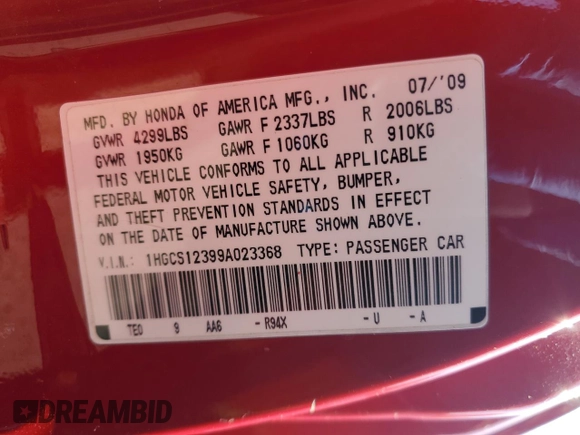 MFD. BY HONDA OF AMERICA MFG., INC. 07/'09
GVWR 4299LBS GAWR F 2337LBS R 2006LBS
GVWR 1950KG GAWR F 1060KG R 910KG
THIS VEHICLE CONFORMS TO ALL APPLICABLE
FEDERAL MOTOR VEHICLE SAFETY, BUMPER,
AND THEFT PREVENTION STANDARDS IN EFFECT
ON THE DATE OF MANUFACTURE SHOWN ABOVE.
V.I.N.: 1HGCS12399A023368 TYPE: PASSENGER CAR
TE0 9 AA6 - R94X - U - A
DREAMBID